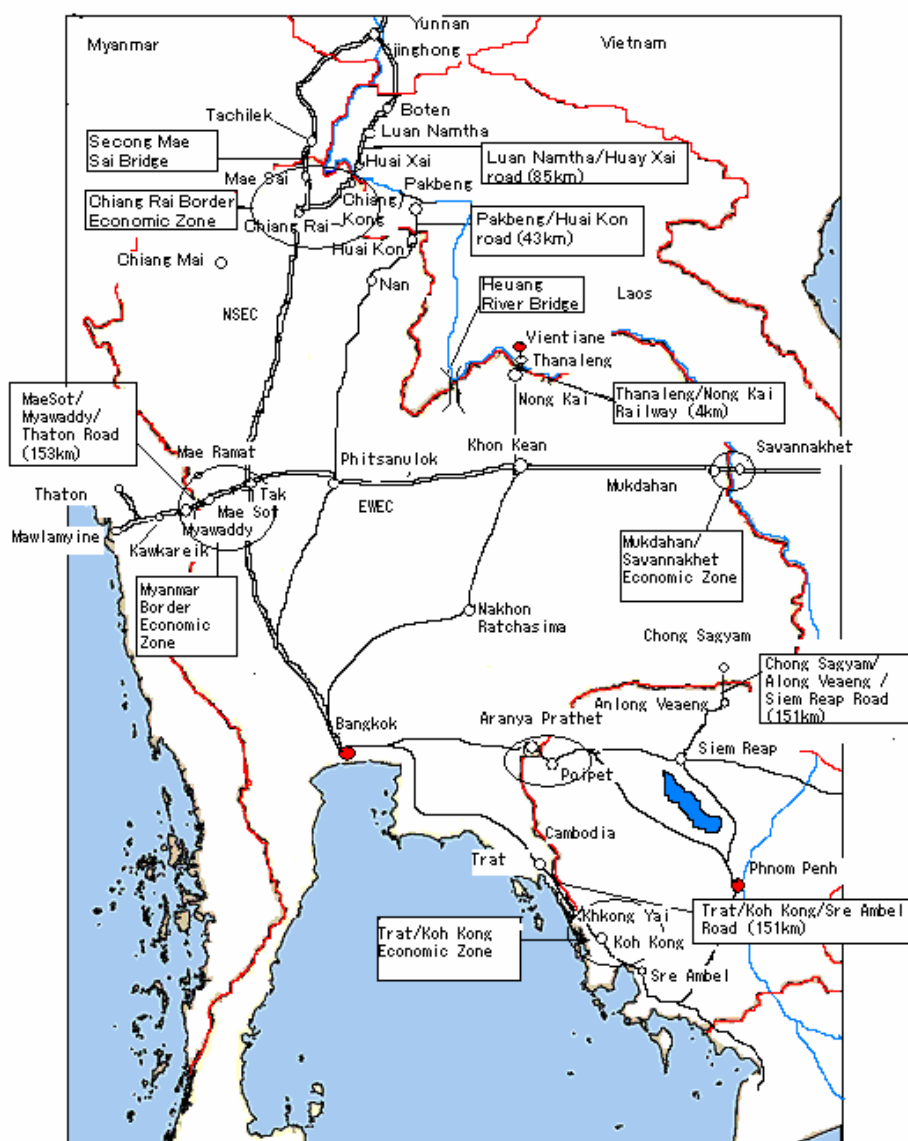 Yunnan
Myanmar
jinghong
Vietnam
Boten
Tachilek
Luan Namtha
Secong Mae
Sai Bridge
Huai Xai
Luan Namtha/Huay Xai
road (85km)
Mae Sai
Pakbeng
Chiang Rai Border
Economic Zone
Chiang
Kong
Chiang Rai
Pakbeng/Huai Kon
road (43km)
Huai Kon
Chiang Mai
Nan
Heuang
River Bridge
Laos
NSEC
Vientiane
Thanaleng
MaeSot/
Myawaddy/
Thaton Road
(153km)
Nong Kai
Thanaleng/Nong Kai
Railway (4km)
Mae Ramat
Phitsanulok
Khon Kean
Savannakhet
Thaton
Tak
Mae Sot
EWEC
Mukdahan
Myawaddy
Mawlamyine
Kawkareik
Mukdahan/
Savannakhet
Economic Zone
Myanmar
Border
Economic
Zone
Nakhon
Ratchasima
Chong Sagyam
Chong Sagyam/
Along Veaeng /
Siem Reap Road
(151km)
Anlong Veaeng
Bangkok
Aranya Prathet
Siem Reap
Poipet
Cambodia
Trat
Phnom Penh
Khkong Yai
Trat/Koh Kong/Sre Ambel
Road (151km)
Trat/Koh Kong
Economic Zone
Koh Kong
Sre Ambel